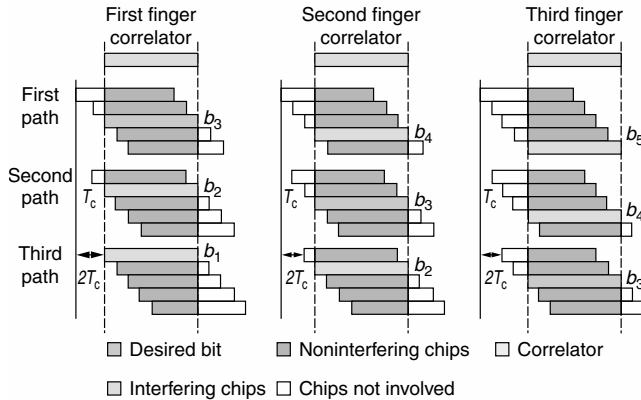 First finger correlator
Second finger correlator
Third finger correlator
First path
b3
b4
b5
Second path
Tc
b2
Tc
b3
Tc
b4
Third path
2Tc
b1
2Tc
b2
2Tc
b3
Desired bit
Noninterfering chips
Correlator
Interfering chips
Chips not involved